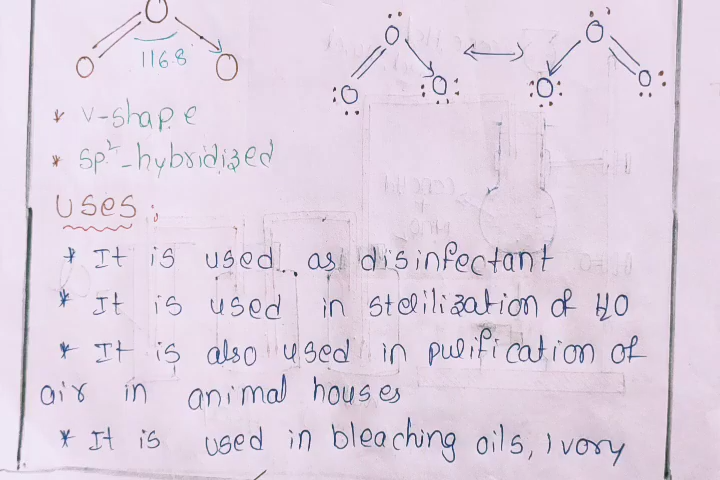 O
O 116.8 O
O ⟷ O
O O O O
* V-shape
* sp²-hybridized
Uses :
* It is used as disinfectant
* It is used in sterilization of H2O
* It is also used in purification of
air in animal houses
* It is used in bleaching oils, ivory